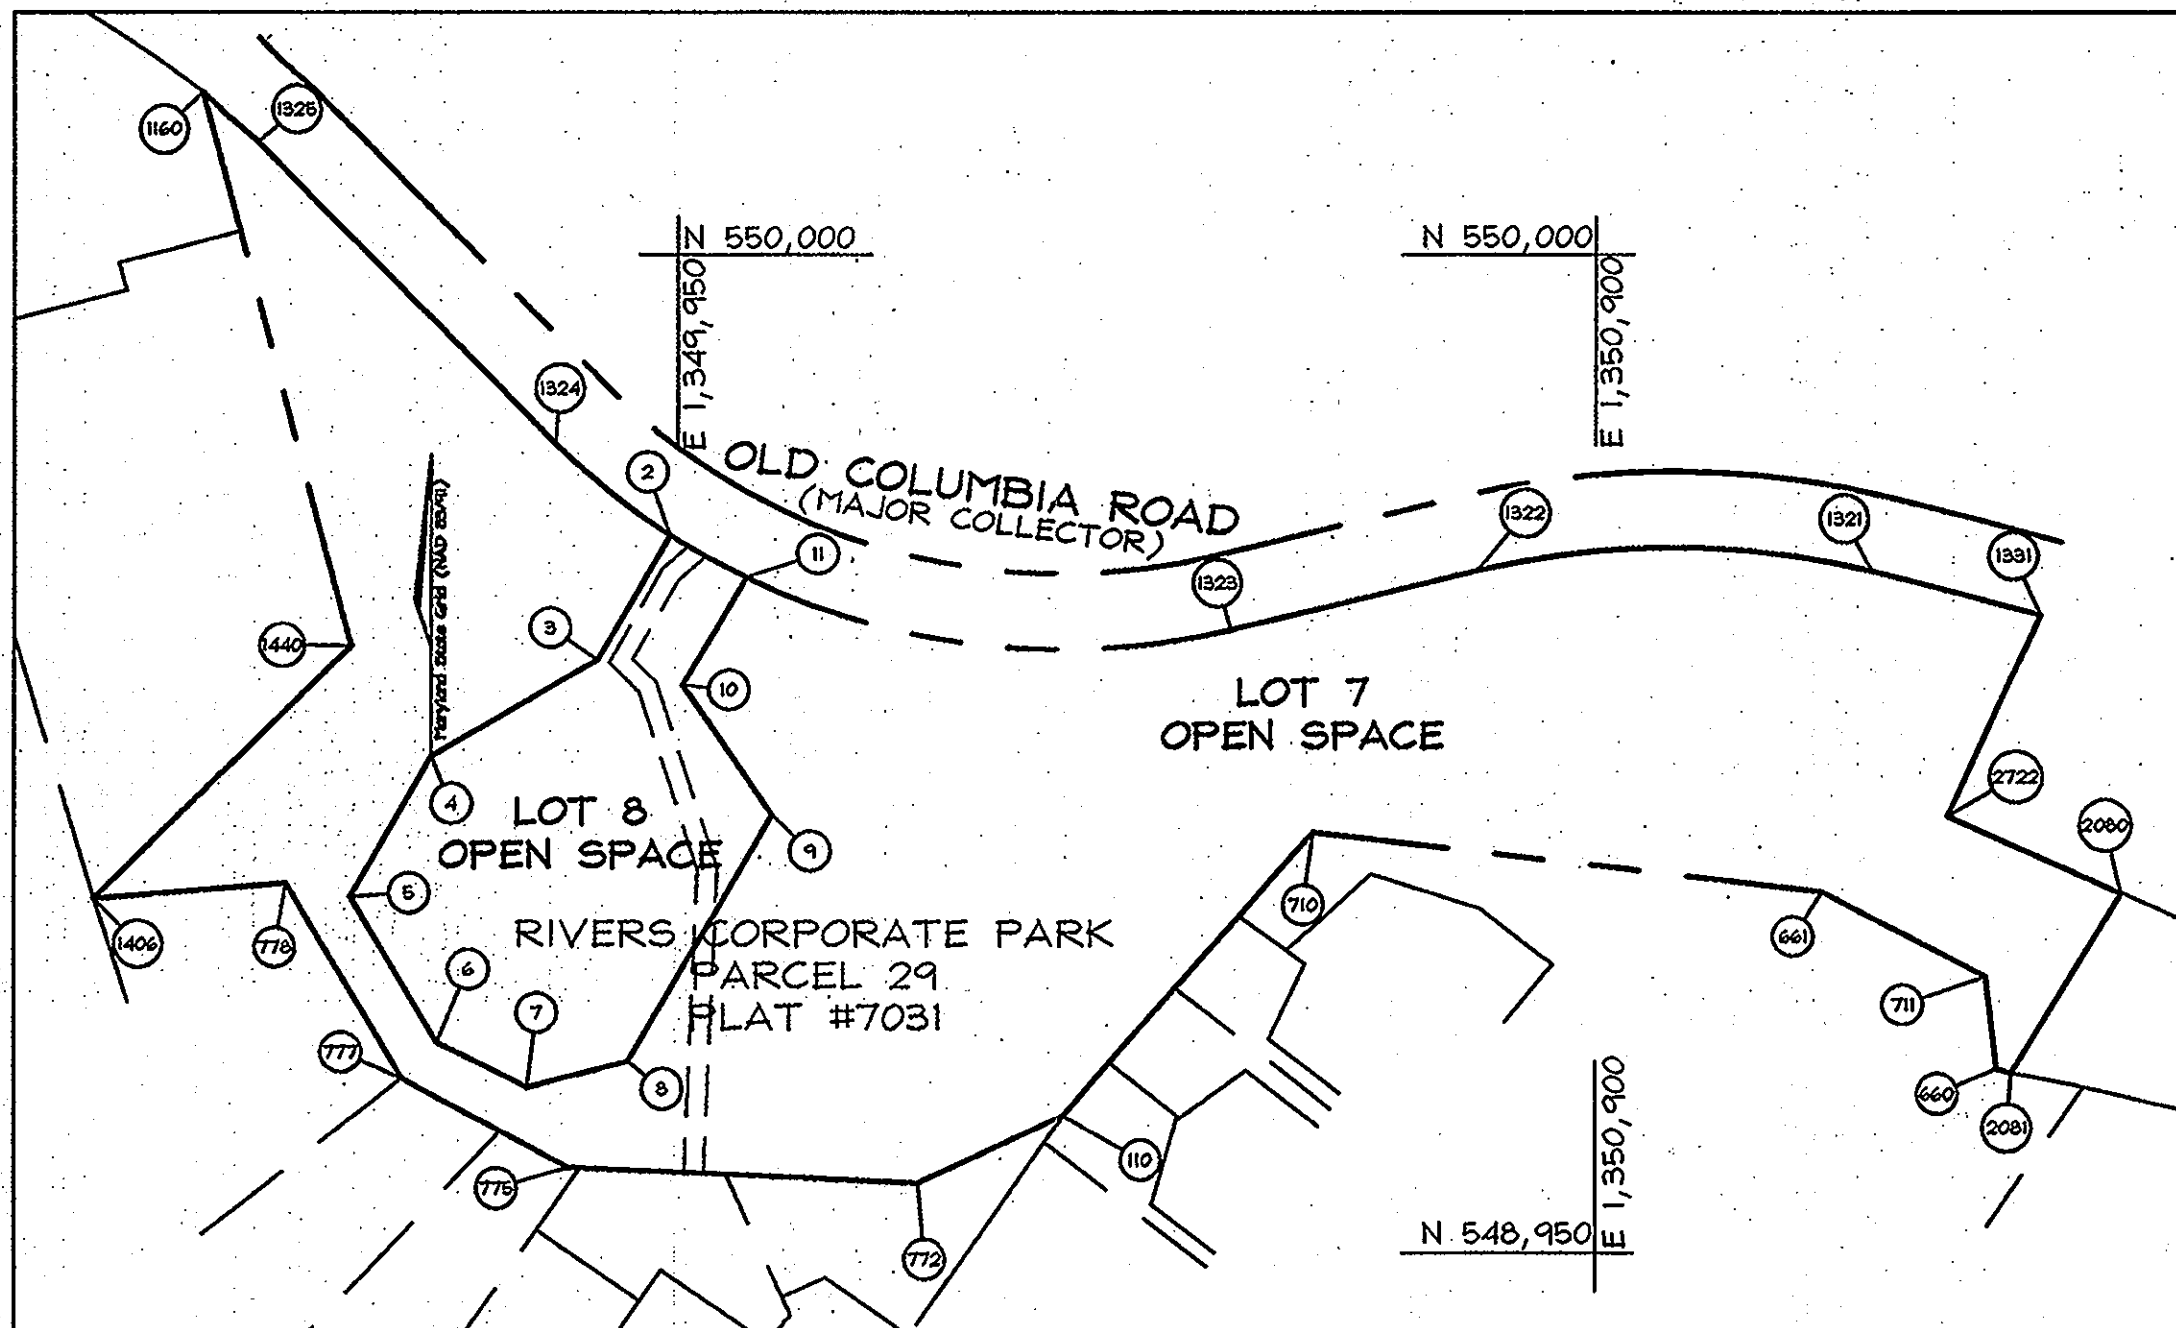 1325
1160
N 550,000
N 550,000
E 1,349,950
E 1,350,900
1324
2
OLD COLUMBIA ROAD
(MAJOR COLLECTOR)
1322
1321
11
1331
1323
3
1440
Maryland State Grid (NAD 83/91)
10
LOT 7
OPEN SPACE
2722
4
LOT 8
OPEN SPACE
2080
9
5
710
RIVERS CORPORATE PARK
PARCEL 29
PLAT #7031
1406
778
661
6
7
711
777
8
660
2081
110
E 1,350,900
775
N 548,950
772